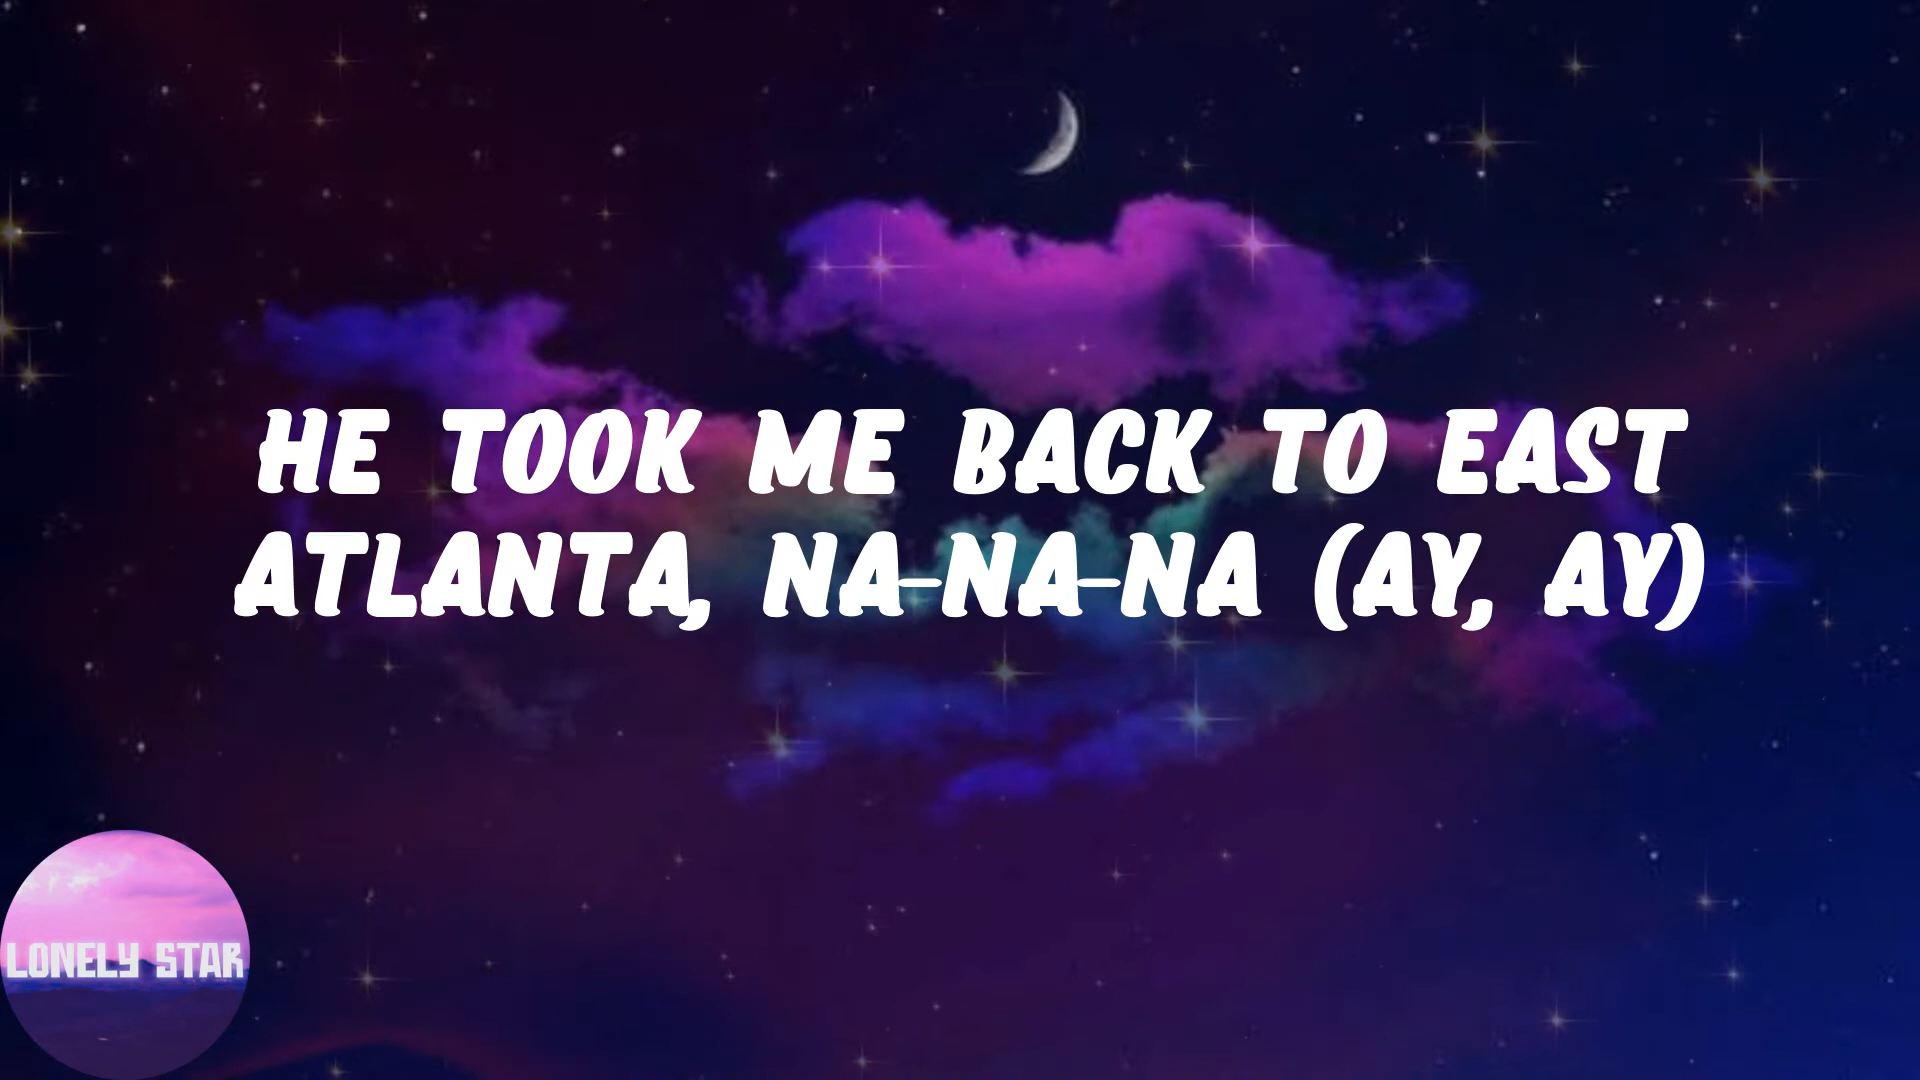 HE TOOK ME BACK TO EAST
ATLANTA, NA-NA-NA (AY, AY)
LONELY STAR